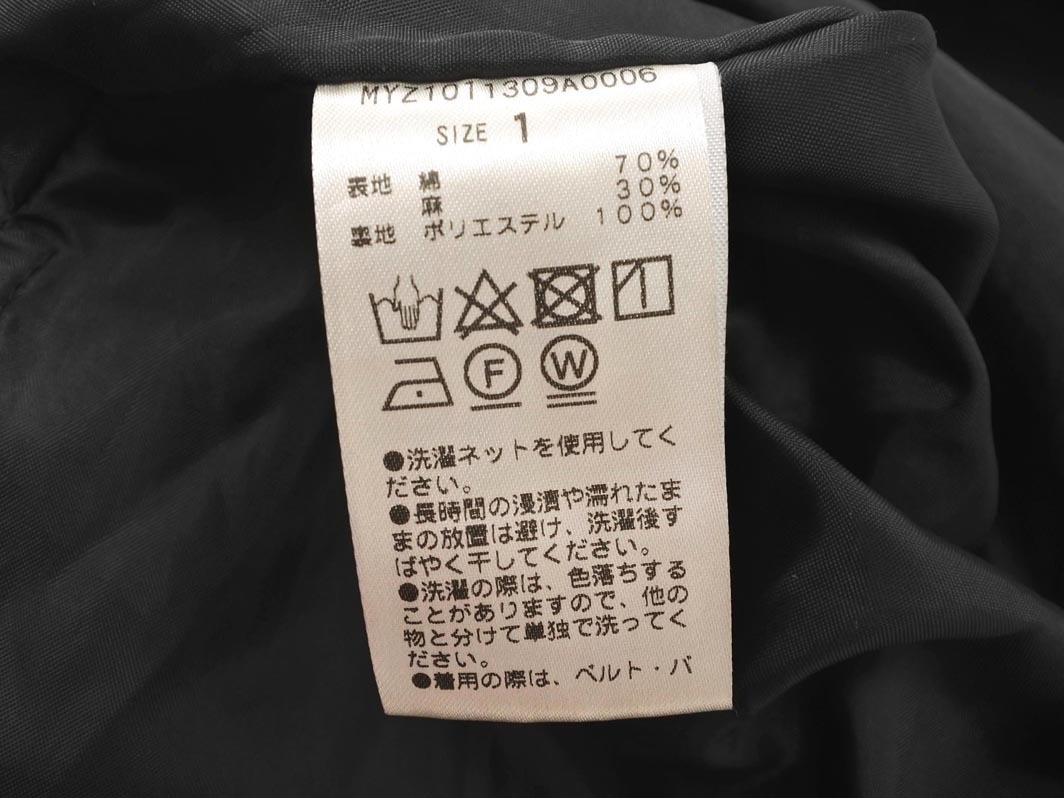 MYZ1011309A0006
SIZE 1
表地 綿 70%
麻 30%
裏地 ポリエステル 100%
F W
●洗濯ネットを使用してく
ださい。
●長時間の浸漬や濡れたま
まの放置は避け、洗濯後す
ばやく干してください。
●洗濯の際は、色落ちする
ことがありますので、他の
物と分けて単独で洗ってく
ださい。
●着用の際は、ベルト・バ